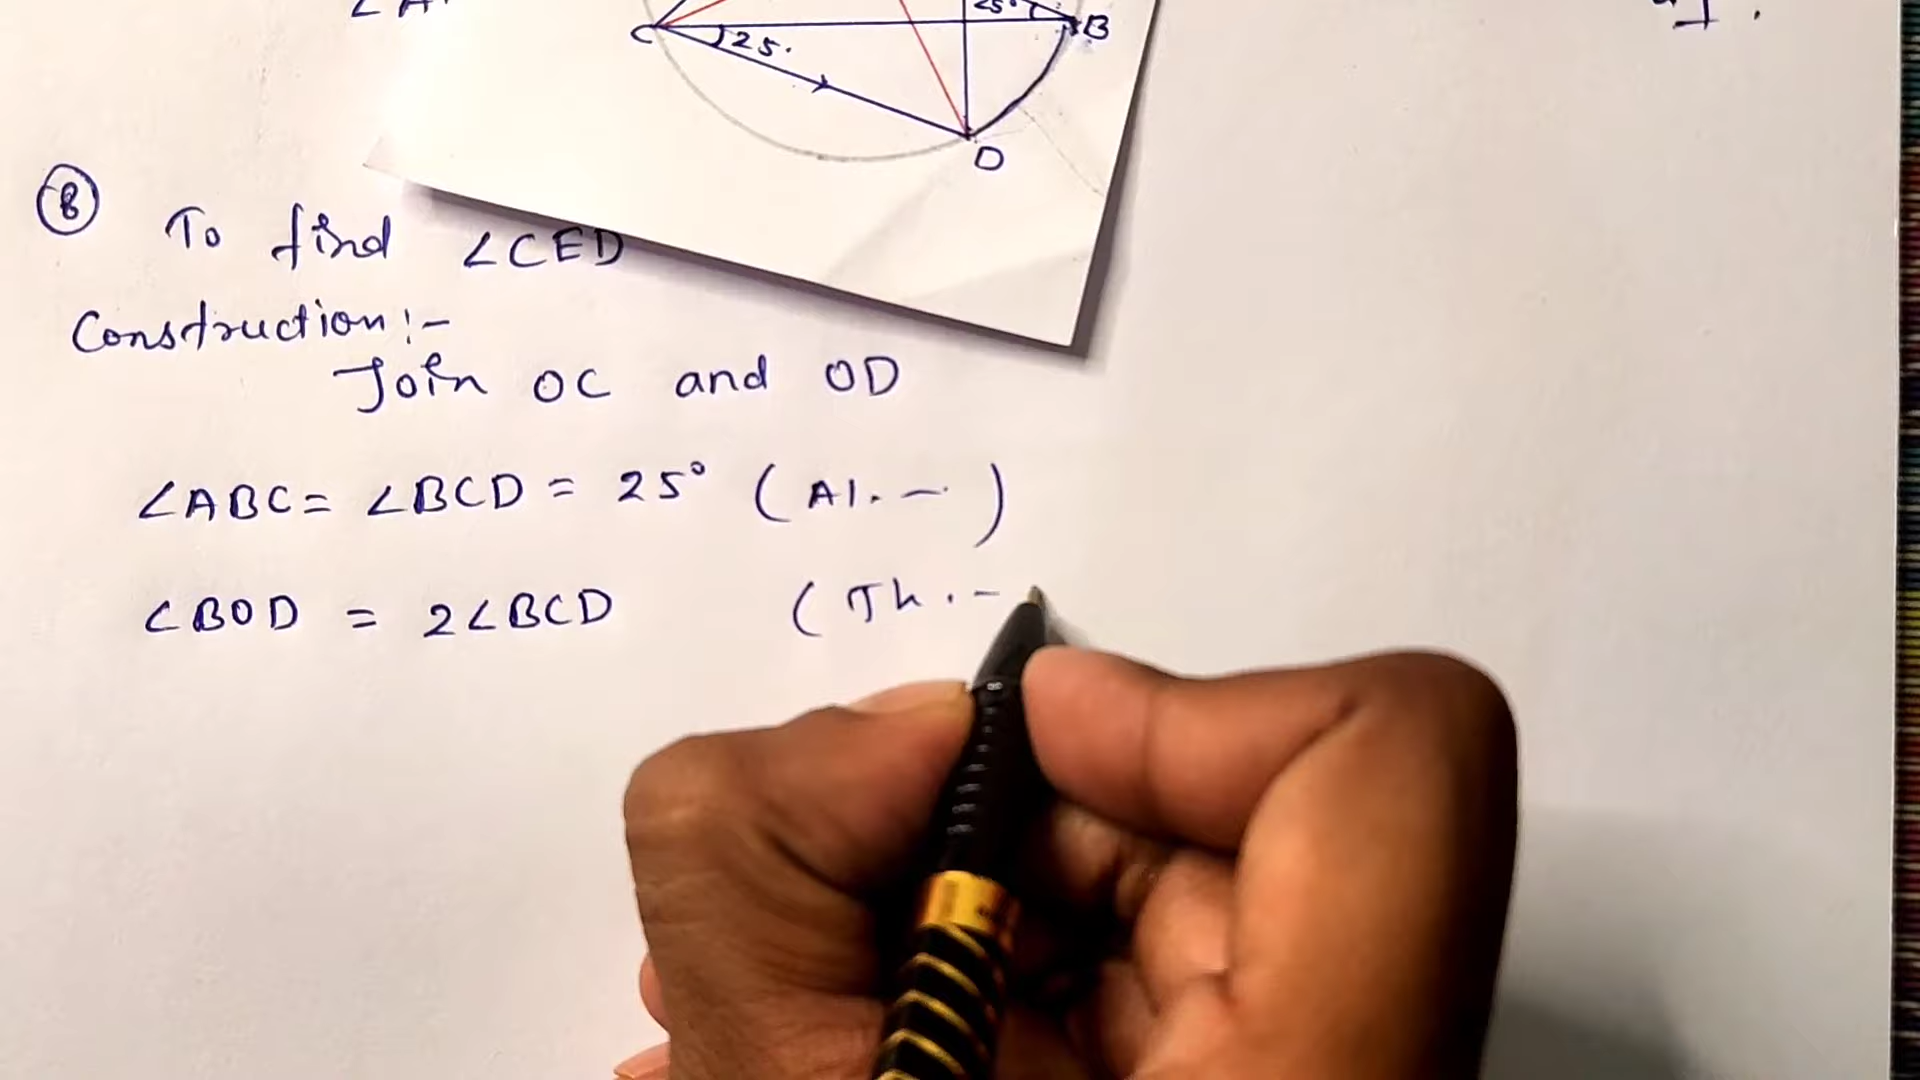 ∠A
25°
B
C
25.
D
8
To find ∠CED
Construction:-
Join OC and OD
∠ABC = ∠BCD = 25° (Al. - )
∠BOD = 2∠BCD (Th. -